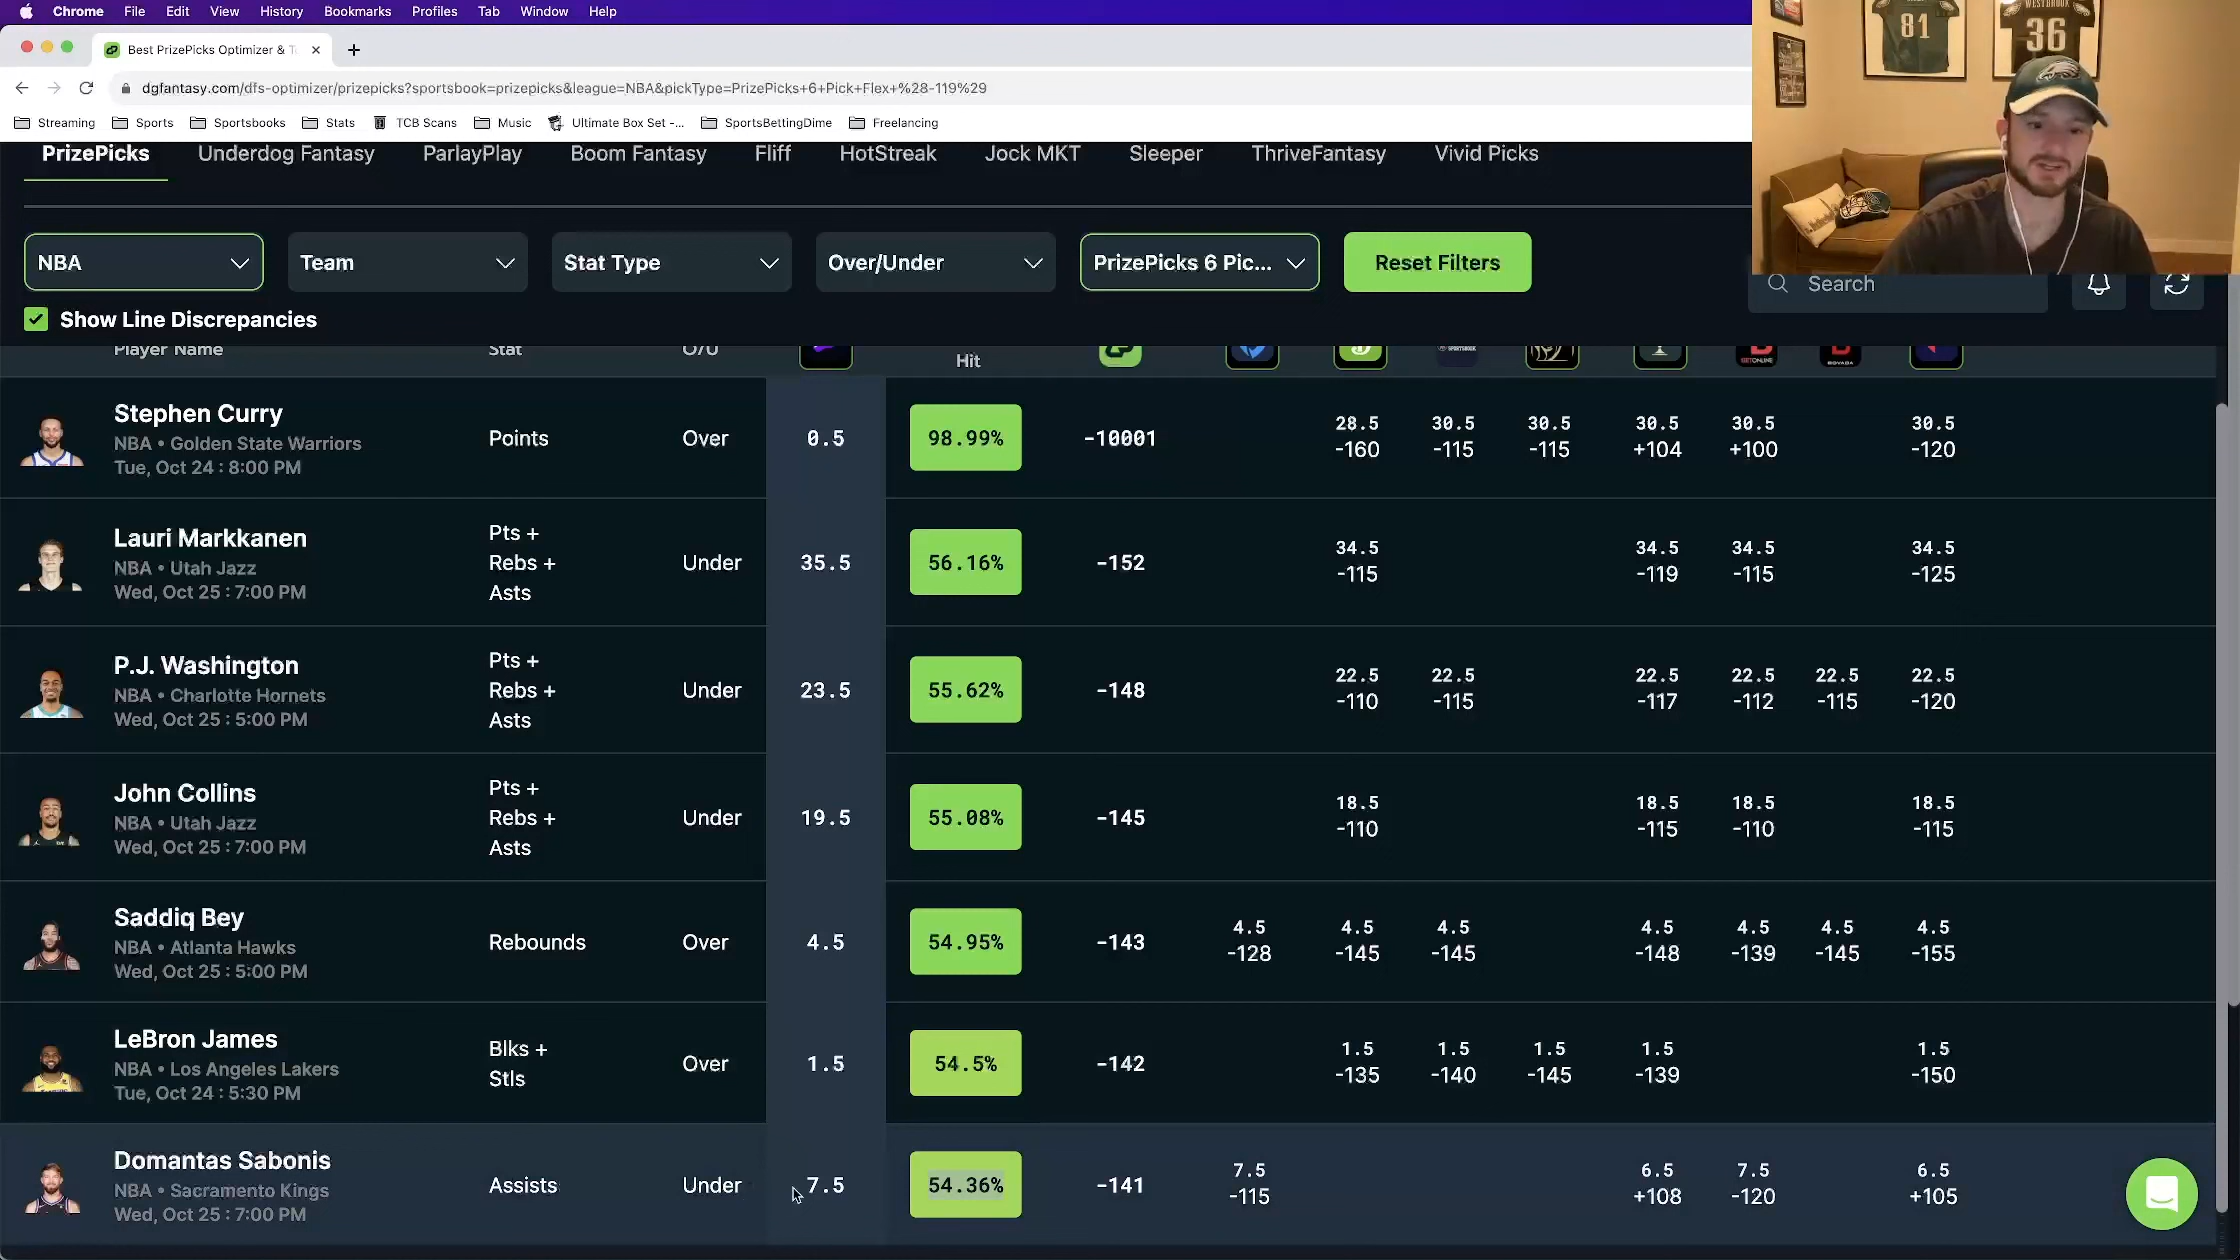 Chrome File Edit View History Bookmarks Profiles Tab Window Help
Best PrizePicks Optimizer & T
dgfantasy.com/dfs-optimizer/prizepicks?sportsbook=prizepicks&league=NBA&pickType=PrizePicks+6+Pick+Flex+%28-119%29
Streaming Sports Sportsbooks Stats TCB Scans Music Ultimate Box Set -... SportsBettingDime Freelancing
81
WESTBROOK
36
PrizePicks Underdog Fantasy ParlayPlay Boom Fantasy Fliff HotStreak Jock MKT Sleeper ThriveFantasy Vivid Picks
NBA Team Stat Type Over/Under PrizePicks 6 Pic... Reset Filters
Search
Show Line Discrepancies
Player Name Stat O/U Hit
BETONLINE BOVADA
Stephen Curry
NBA • Golden State Warriors
Tue, Oct 24 : 8:00 PM
Points Over 0.5 98.99% -10001
28.5 30.5 30.5 30.5 30.5 30.5
-160 -115 -115 +104 +100 -120
Lauri Markkanen
NBA • Utah Jazz
Wed, Oct 25 : 7:00 PM
Pts +
Rebs +
Asts
Under 35.5 56.16% -152
34.5 34.5 34.5 34.5
-115 -119 -115 -125
P.J. Washington
NBA • Charlotte Hornets
Wed, Oct 25 : 5:00 PM
Pts +
Rebs +
Asts
Under 23.5 55.62% -148
22.5 22.5 22.5 22.5 22.5 22.5
-110 -115 -117 -112 -115 -120
John Collins
NBA • Utah Jazz
Wed, Oct 25 : 7:00 PM
Pts +
Rebs +
Asts
Under 19.5 55.08% -145
18.5 18.5 18.5 18.5
-110 -115 -110 -115
Saddiq Bey
NBA • Atlanta Hawks
Wed, Oct 25 : 5:00 PM
Rebounds Over 4.5 54.95% -143
4.5 4.5 4.5 4.5 4.5 4.5 4.5
-128 -145 -145 -148 -139 -145 -155
LeBron James
NBA • Los Angeles Lakers
Tue, Oct 24 : 5:30 PM
Blks +
Stls
Over 1.5 54.5% -142
1.5 1.5 1.5 1.5 1.5
-135 -140 -145 -139 -150
Domantas Sabonis
NBA • Sacramento Kings
Wed, Oct 25 : 7:00 PM
Assists Under 7.5 54.36% -141
7.5 6.5 7.5 6.5
-115 +108 -120 +105